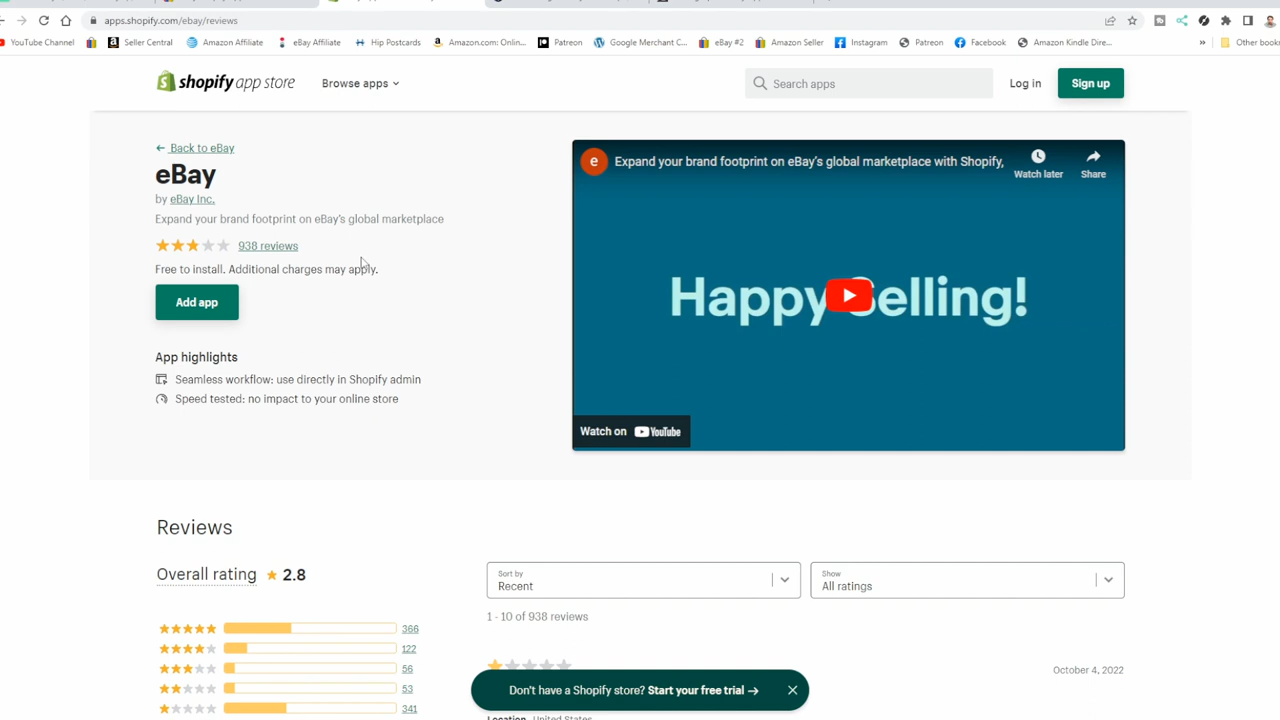 apps.shopify.com/ebay/reviews
YouTube Channel
Seller Central
Amazon Affiliate
eBay Affiliate
Hip Postcards
Amazon.com: Onlin...
Patreon
Google Merchant C...
eBay #2
Amazon Seller
Instagram
Patreon
Facebook
Amazon Kindle Dire...
»
Other book
shopify app store
Browse apps
Search apps
Log in
Sign up
← Back to eBay
eBay
by eBay Inc.
Expand your brand footprint on eBay's global marketplace
938 reviews
Free to install. Additional charges may apply.
Add app
App highlights
Seamless workflow: use directly in Shopify admin
Speed tested: no impact to your online store
e
Expand your brand footprint on eBay's global marketplace with Shopify,
Watch later
Share
Happy Selling!
Watch on YouTube
Reviews
Overall rating 2.8
366
122
56
53
341
Sort by
Recent
Show
All ratings
1 - 10 of 938 reviews
October 4, 2022
Don't have a Shopify store? Start your free trial →
Location United States